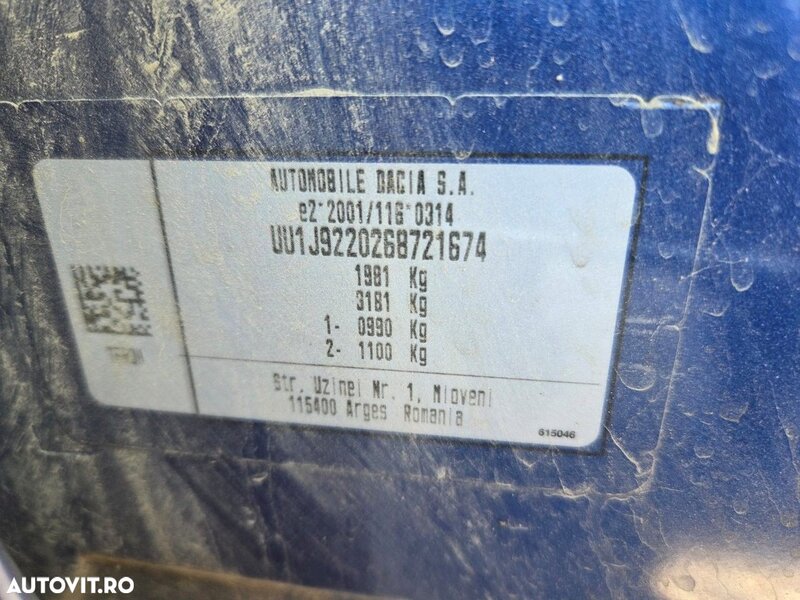 AUTOMOBILE DACIA S.A.
e2*2001/116*0314
UU1J9220268721674
1981 Kg
3181 Kg
1- 0990 Kg
2- 1100 Kg
Str. Uzinei Nr. 1, Mioveni
115400 Arges Romania
615046
AUTOVIT.RO